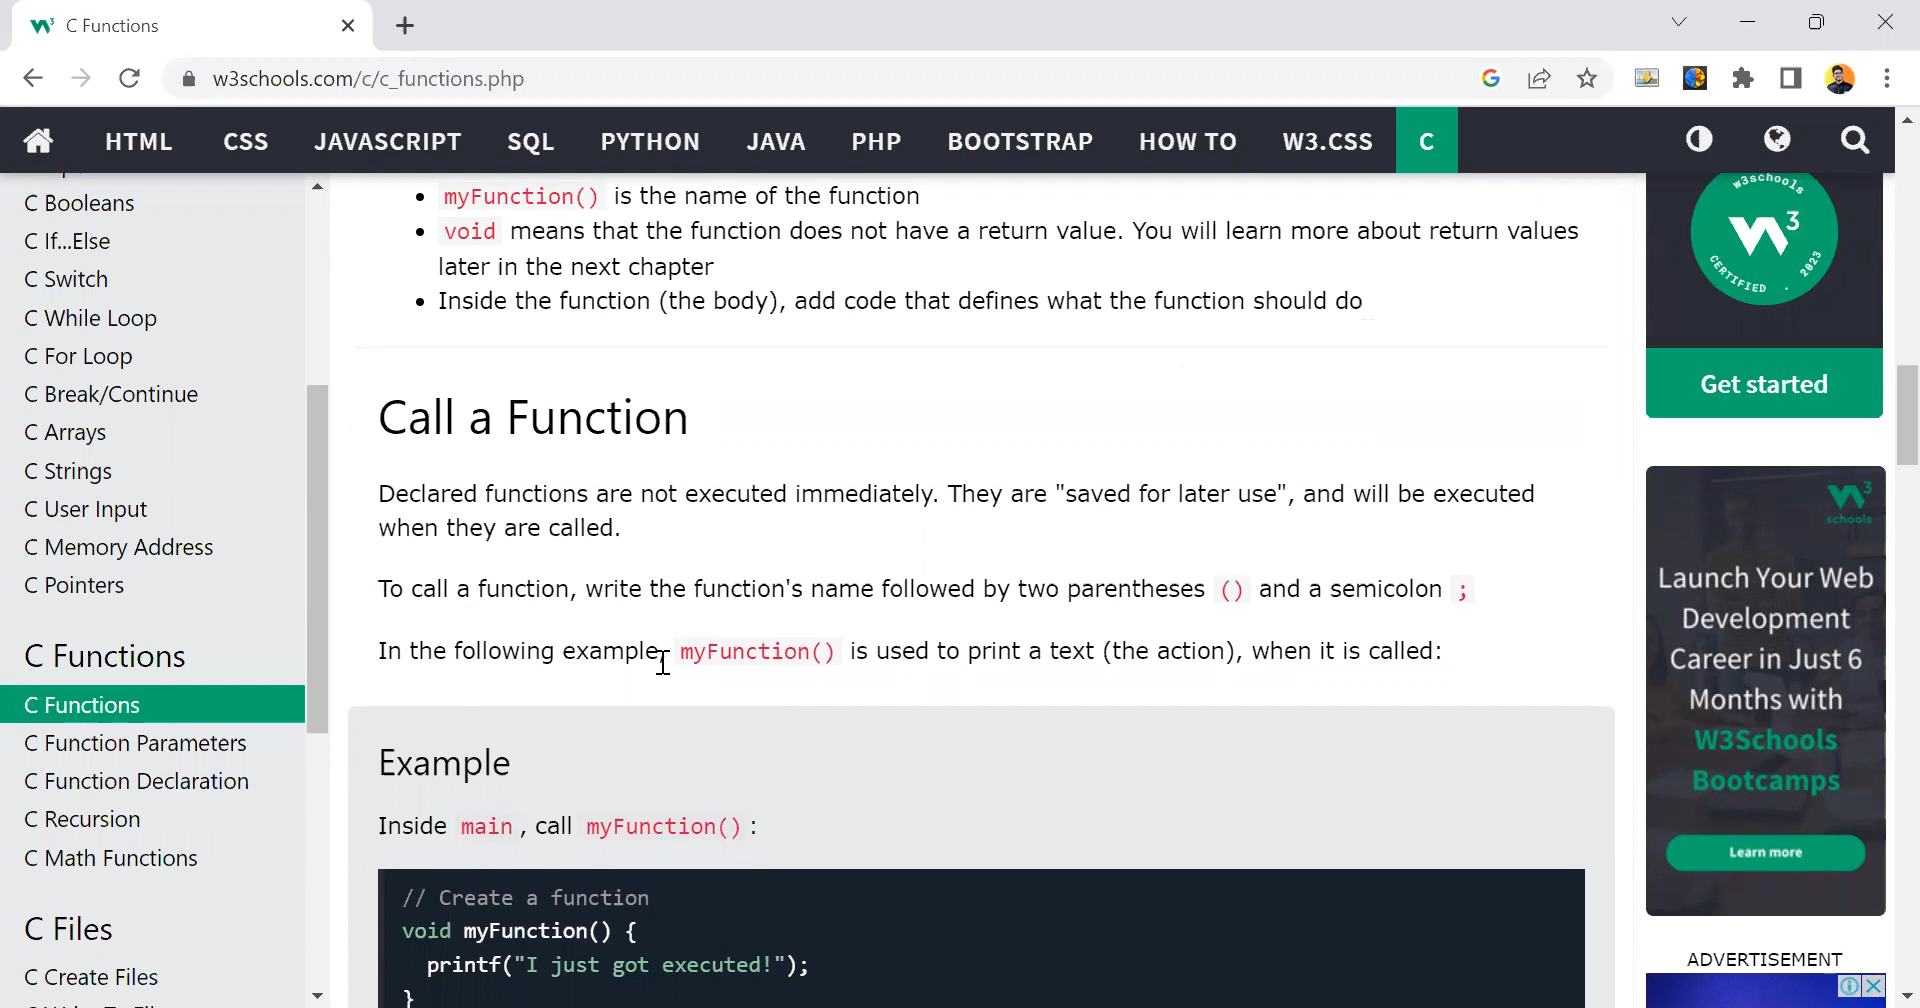 C Functions
w3schools.com/c/c_functions.php
HTML CSS JAVASCRIPT SQL PYTHON JAVA PHP BOOTSTRAP HOW TO W3.CSS C
C Booleans
C If...Else
C Switch
C While Loop
C For Loop
C Break/Continue
C Arrays
C Strings
C User Input
C Memory Address
C Pointers
C Functions
C Functions
C Function Parameters
C Function Declaration
C Recursion
C Math Functions
C Files
C Create Files
myFunction() is the name of the function
void means that the function does not have a return value. You will learn more about return values
later in the next chapter
Inside the function (the body), add code that defines what the function should do
Call a Function
Declared functions are not executed immediately. They are "saved for later use", and will be executed
when they are called.
To call a function, write the function's name followed by two parentheses () and a semicolon ;
In the following example, myFunction() is used to print a text (the action), when it is called:
Example
Inside main, call myFunction():
// Create a function
void myFunction() {
printf("I just got executed!");
}
w3schools
W3
CERTIFIED . 2023
Get started
W3
schools
Launch Your Web
Development
Career in Just 6
Months with
W3Schools
Bootcamps
Learn more
ADVERTISEMENT